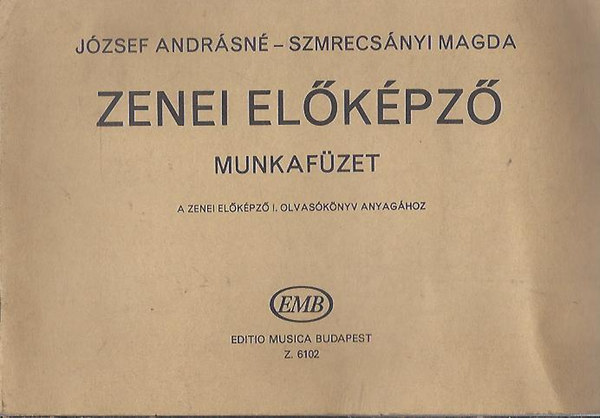 JÓZSEF ANDRÁSNÉ – SZMRECSÁNYI MAGDA
ZENEI ELŐKÉPZŐ
MUNKAFÜZET
A ZENEI ELŐKÉPZŐ I. OLVASÓKÖNYV ANYAGÁHOZ
EMB
EDITIO MUSICA BUDAPEST
Z. 6102